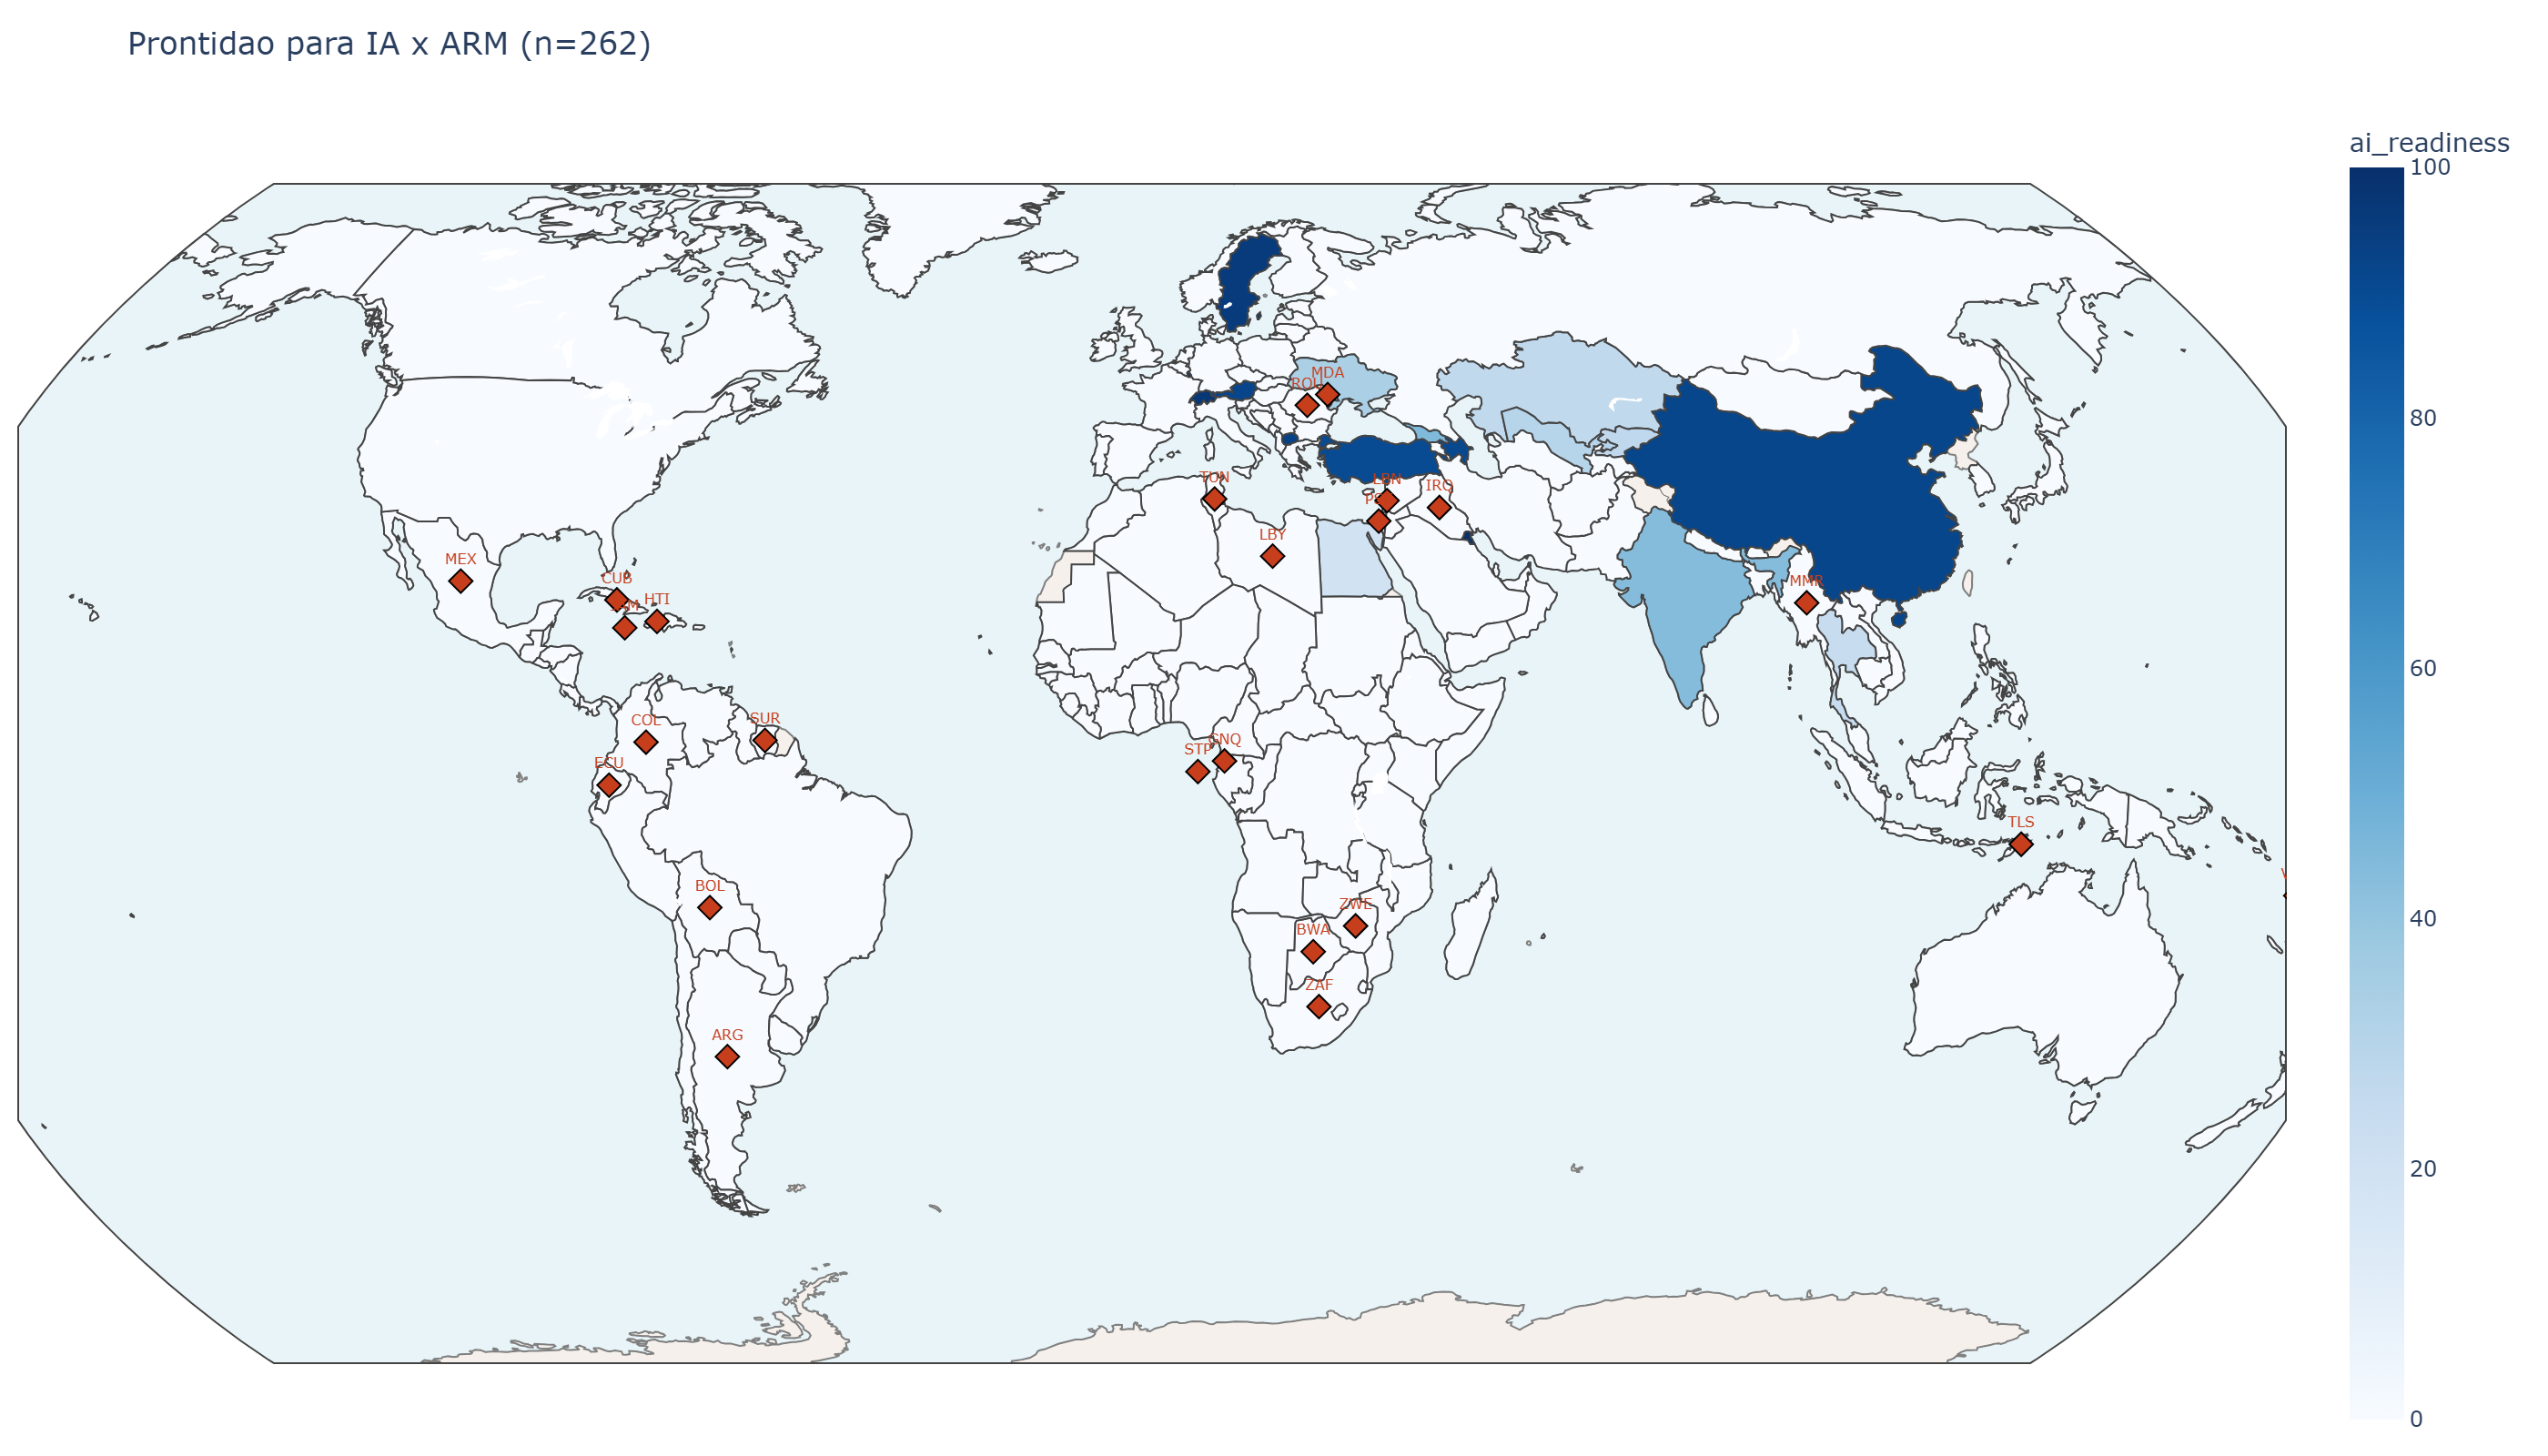 Prontidao para IA x ARM (n=262)
ai_readiness
100
80
60
40
20
0
MDA
TUN
LBN
IRQ
LBY
MEX
CUB
HTI
MMR
COL
SUR
GNQ
STP
ECU
TLS
BOL
ZWE
BWA
ZAF
ARG